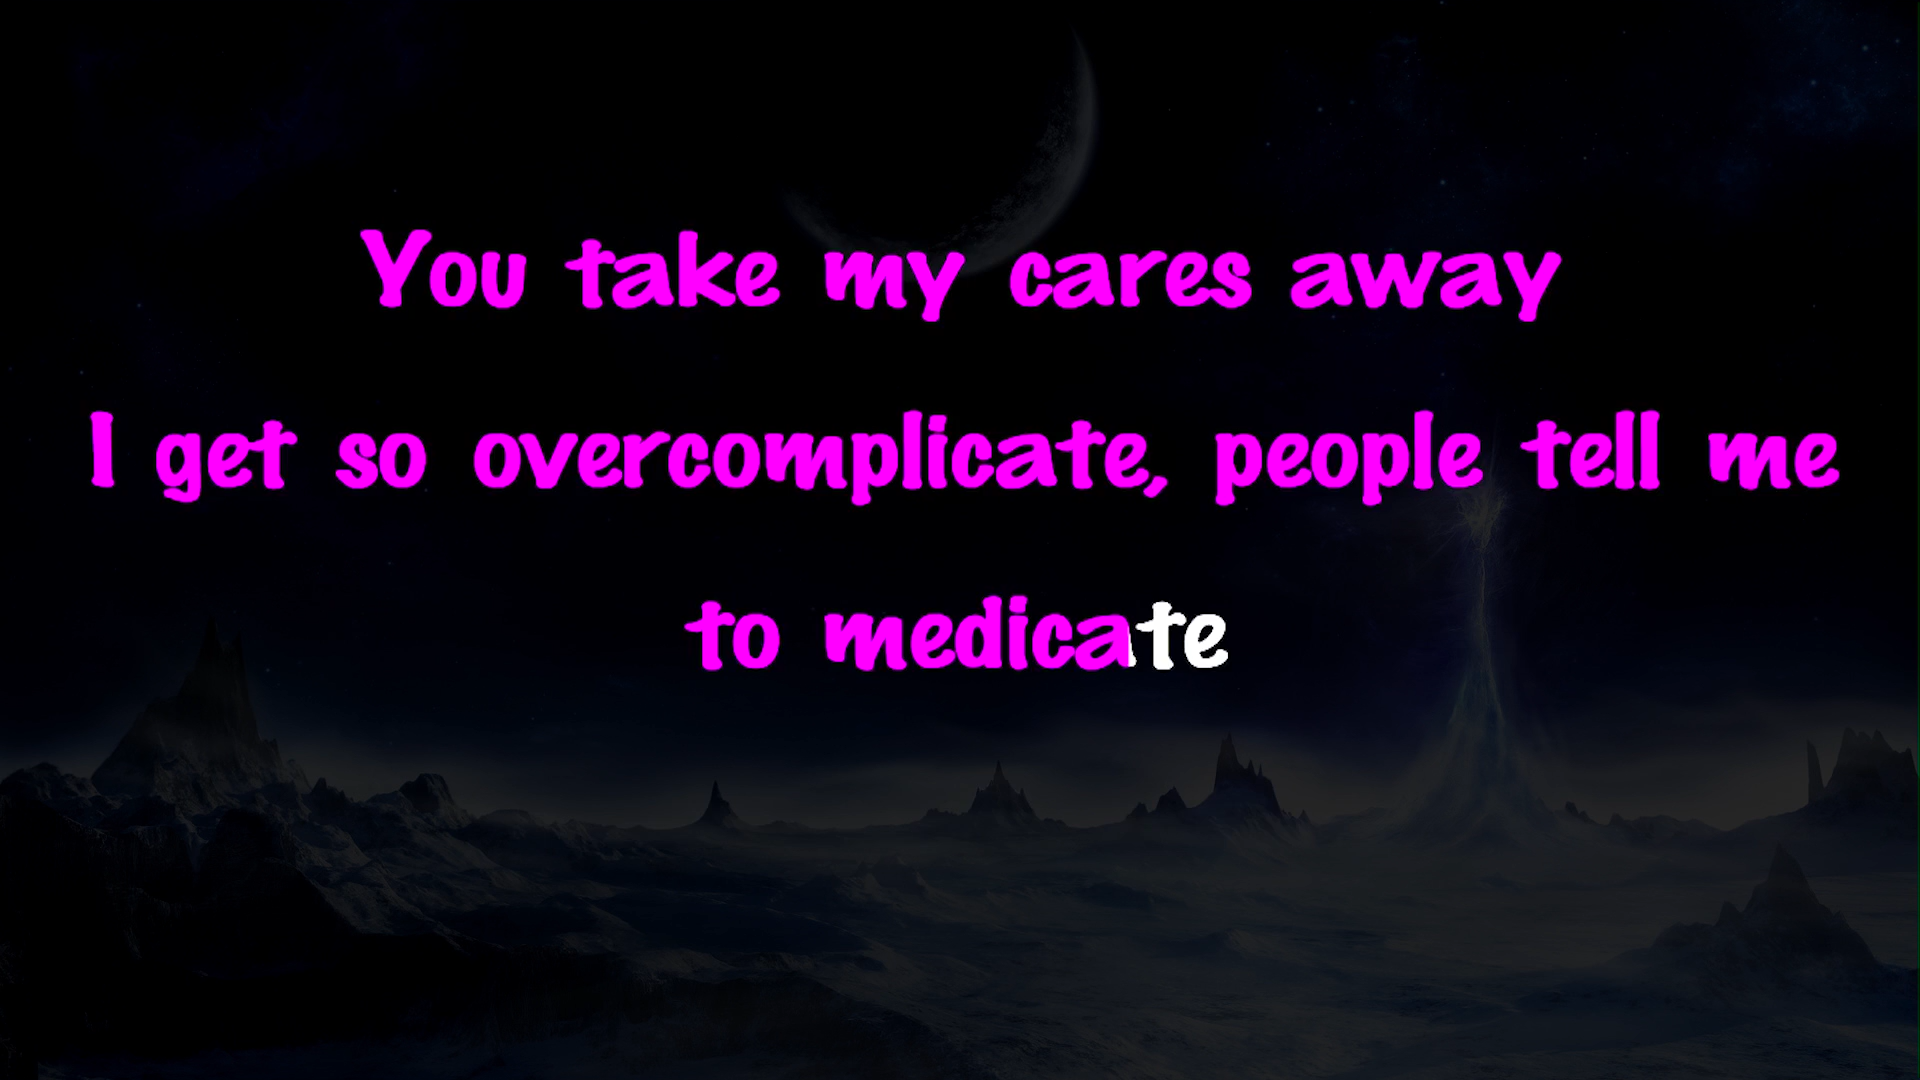 You take my cares away
I get so overcomplicate, people tell me
to medicate